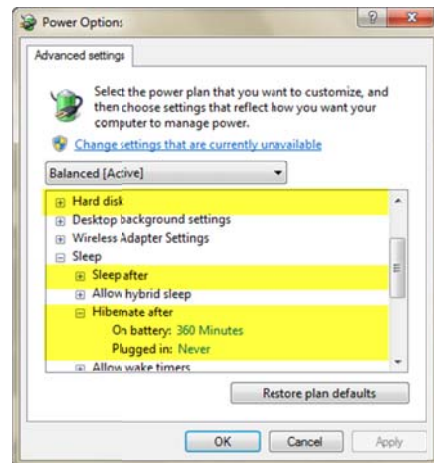 Power Options
Advanced settings
Select the power plan that you want to customize, and
then choose settings that reflect how you want your
computer to manage power.
Change settings that are currently unavailable
Balanced [Active]
Hard disk
Desktop background settings
Wireless Adapter Settings
Sleep
Sleep after
Allow hybrid sleep
Hibernate after
On battery: 360 Minutes
Plugged in: Never
Allow wake timers
Restore plan defaults
OK
Cancel
Apply